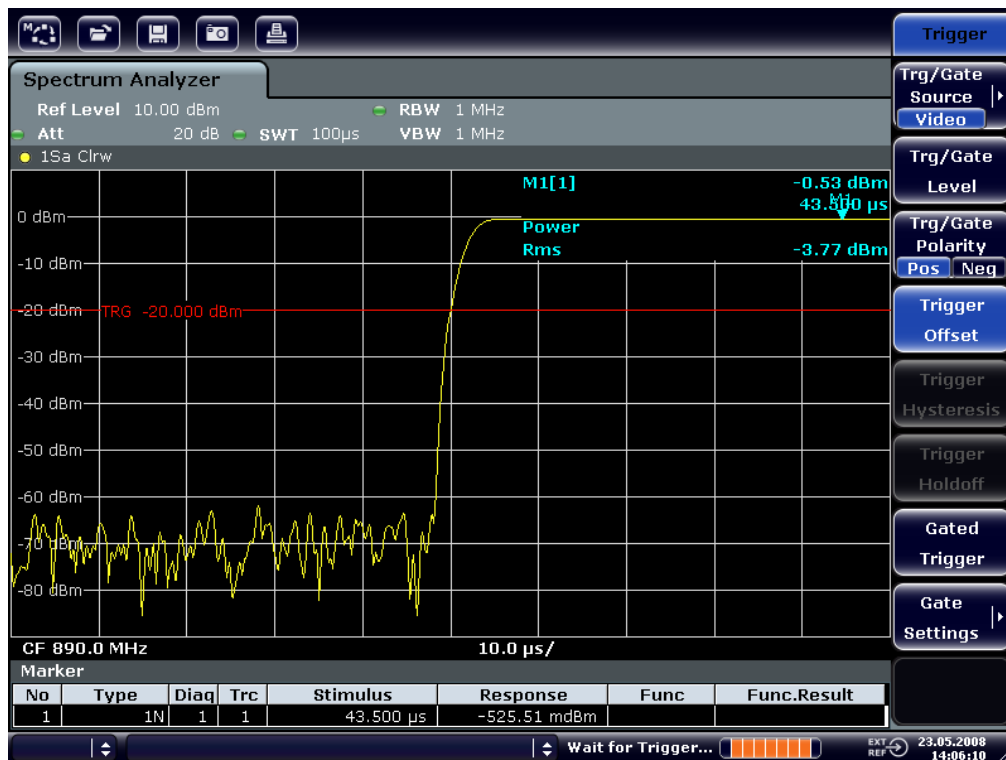 Trigger
Spectrum Analyzer
Ref Level 10.00 dBm RBW 1 MHz
Att 20 dB SWT 100µs VBW 1 MHz
1Sa Clrw
M1[1] -0.53 dBm
43.500 µs
M1
Power
Rms -3.77 dBm
0 dBm
-10 dBm
-20 dBm TRG -20.000 dBm
-30 dBm
-40 dBm
-50 dBm
-60 dBm
-70 dBm
-80 dBm
CF 890.0 MHz 10.0 µs/
Marker
No Type Diag Trc Stimulus Response Func Func.Result
1 1N 1 1 43.500 µs -525.51 mdBm
Wait for Trigger...
EXT REF
23.05.2008
14:06:10
Trg/Gate
Source
Video
Trg/Gate
Level
Trg/Gate
Polarity
Pos Neg
Trigger
Offset
Trigger
Hysteresis
Trigger
Holdoff
Gated
Trigger
Gate
Settings